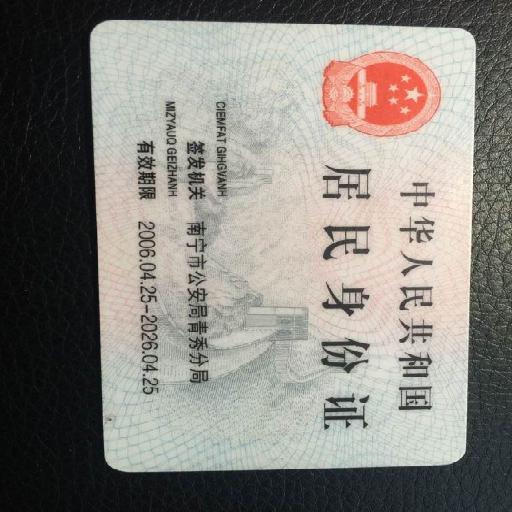 中华人民共和国
居民身份证
CIEMFAT GIHGVANH
签发机关 南宁市公安局青秀分局
MIZYAUQ GEIZHANH
有效期限 2006.04.25-2026.04.25